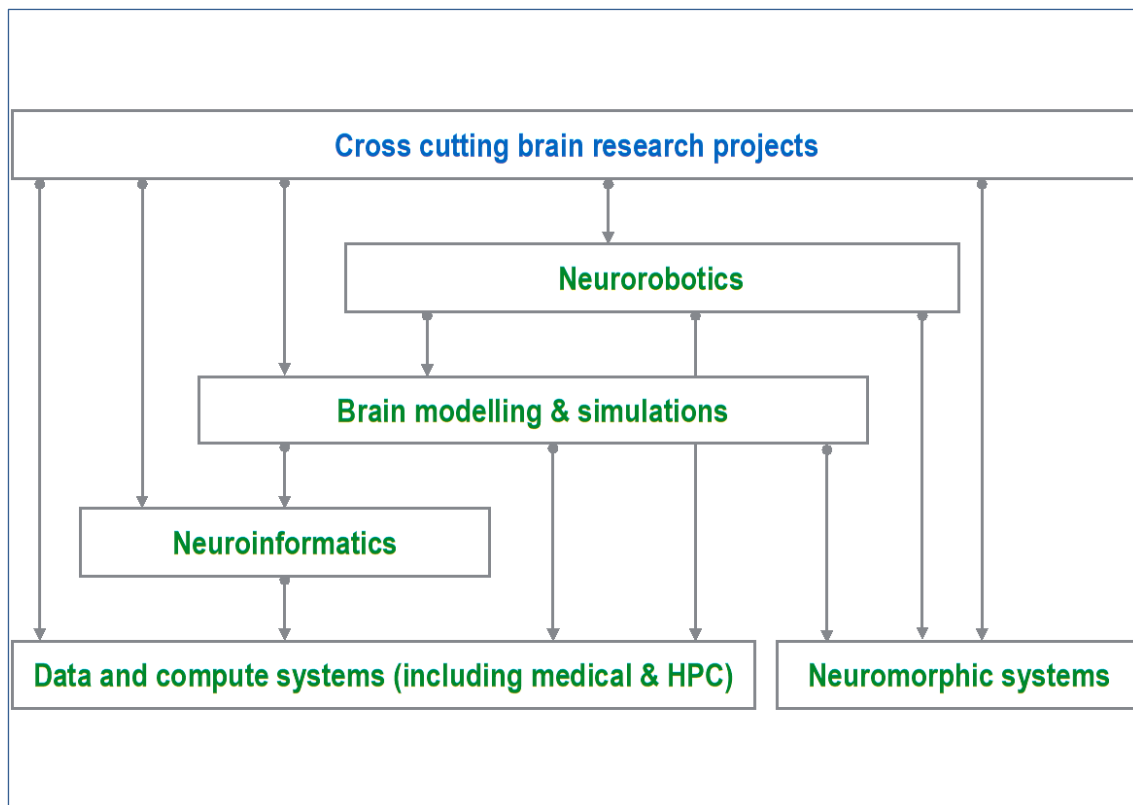 Cross cutting brain research projects
Neurorobotics
Brain modelling & simulations
Neuroinformatics
Data and compute systems (including medical & HPC)
Neuromorphic systems